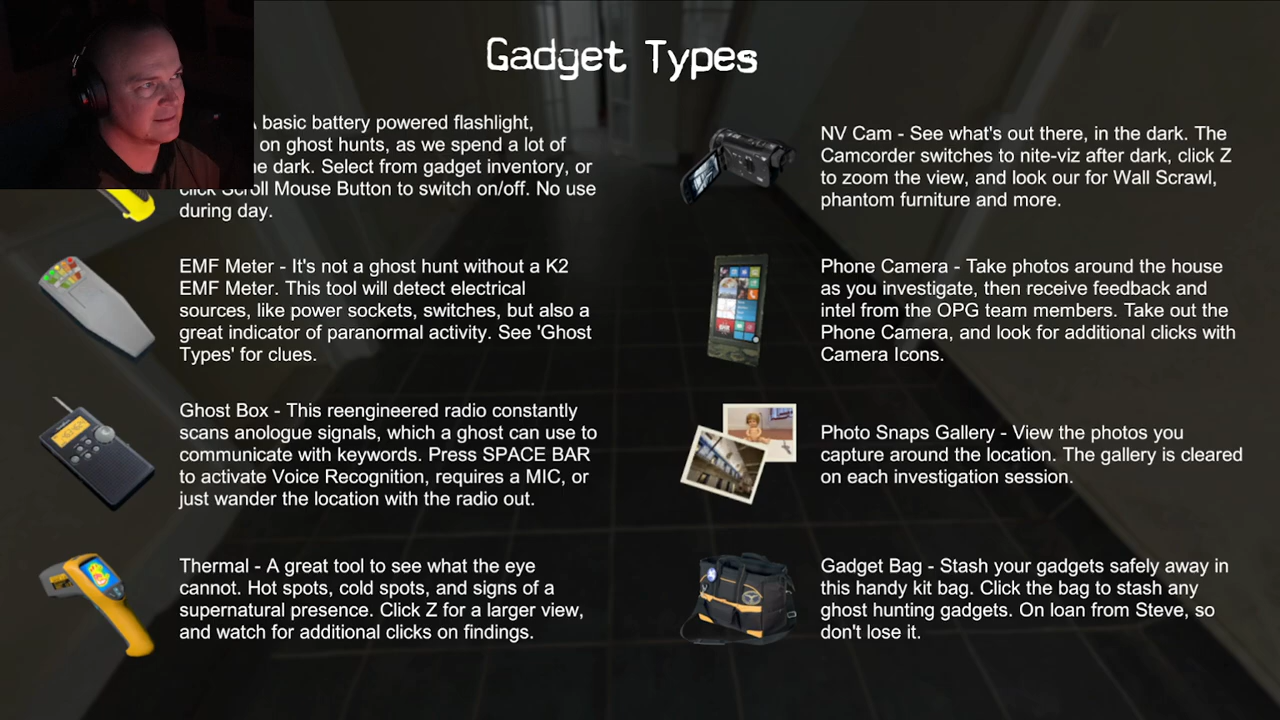 Gadget Types
A basic battery powered flashlight,
on ghost hunts, as we spend a lot of
the dark. Select from gadget inventory, or
click Scroll Mouse Button to switch on/off. No use
during day.
EMF Meter - It's not a ghost hunt without a K2
EMF Meter. This tool will detect electrical
sources, like power sockets, switches, but also a
great indicator of paranormal activity. See 'Ghost
Types' for clues.
Ghost Box - This reengineered radio constantly
scans anologue signals, which a ghost can use to
communicate with keywords. Press SPACE BAR
to activate Voice Recognition, requires a MIC, or
just wander the location with the radio out.
Thermal - A great tool to see what the eye
cannot. Hot spots, cold spots, and signs of a
supernatural presence. Click Z for a larger view,
and watch for additional clicks on findings.
NV Cam - See what's out there, in the dark. The
Camcorder switches to nite-viz after dark, click Z
to zoom the view, and look our for Wall Scrawl,
phantom furniture and more.
Phone Camera - Take photos around the house
as you investigate, then receive feedback and
intel from the OPG team members. Take out the
Phone Camera, and look for additional clicks with
Camera Icons.
Photo Snaps Gallery - View the photos you
capture around the location. The gallery is cleared
on each investigation session.
Gadget Bag - Stash your gadgets safely away in
this handy kit bag. Click the bag to stash any
ghost hunting gadgets. On loan from Steve, so
don't lose it.